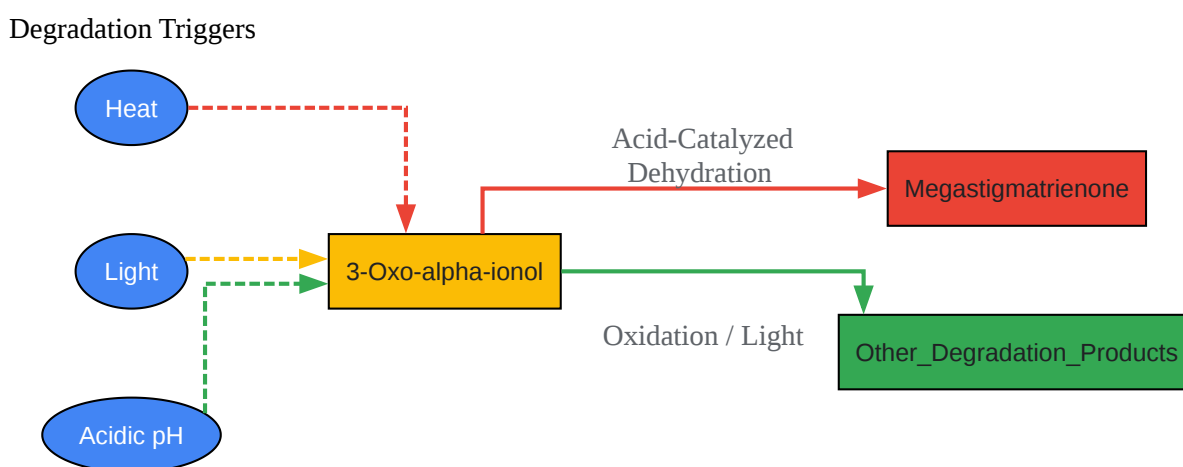 Degradation Triggers
Heat
Acid-Catalyzed
Dehydration
Megastigmatrienone
Light
3-Oxo-alpha-ionol
Oxidation / Light
Other_Degradation_Products
Acidic pH